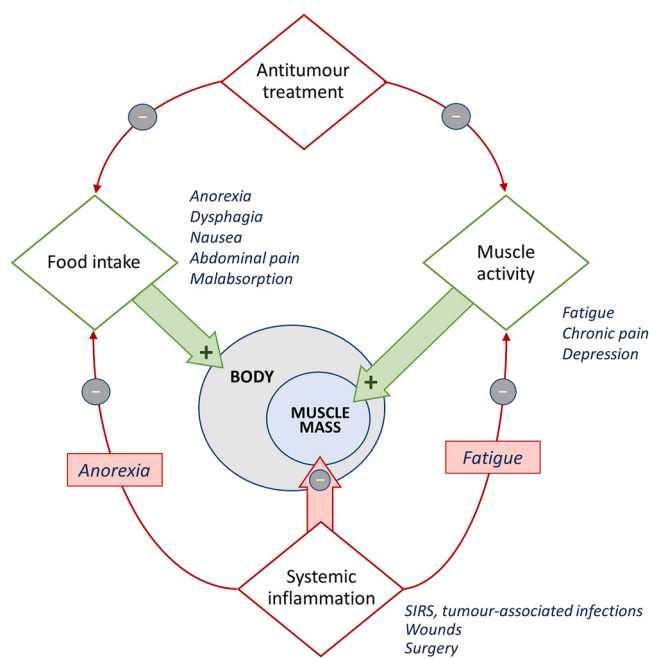 Antitumour
treatment
−
−
Anorexia
Dysphagia
Nausea
Abdominal pain
Malabsorption
Food intake
Muscle
activity
Fatigue
Chronic pain
Depression
+
+
BODY
MUSCLE
MASS
−
−
Anorexia
Fatigue
−
Systemic
inflammation
SIRS, tumour-associated infections
Wounds
Surgery